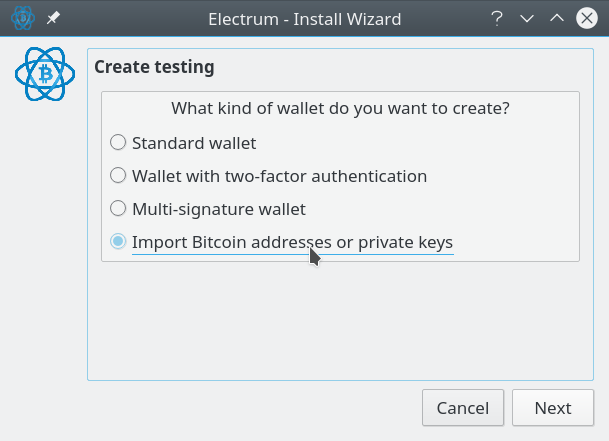 Electrum - Install Wizard
Create testing
What kind of wallet do you want to create?
Standard wallet
Wallet with two-factor authentication
Multi-signature wallet
Import Bitcoin addresses or private keys
Cancel
Next